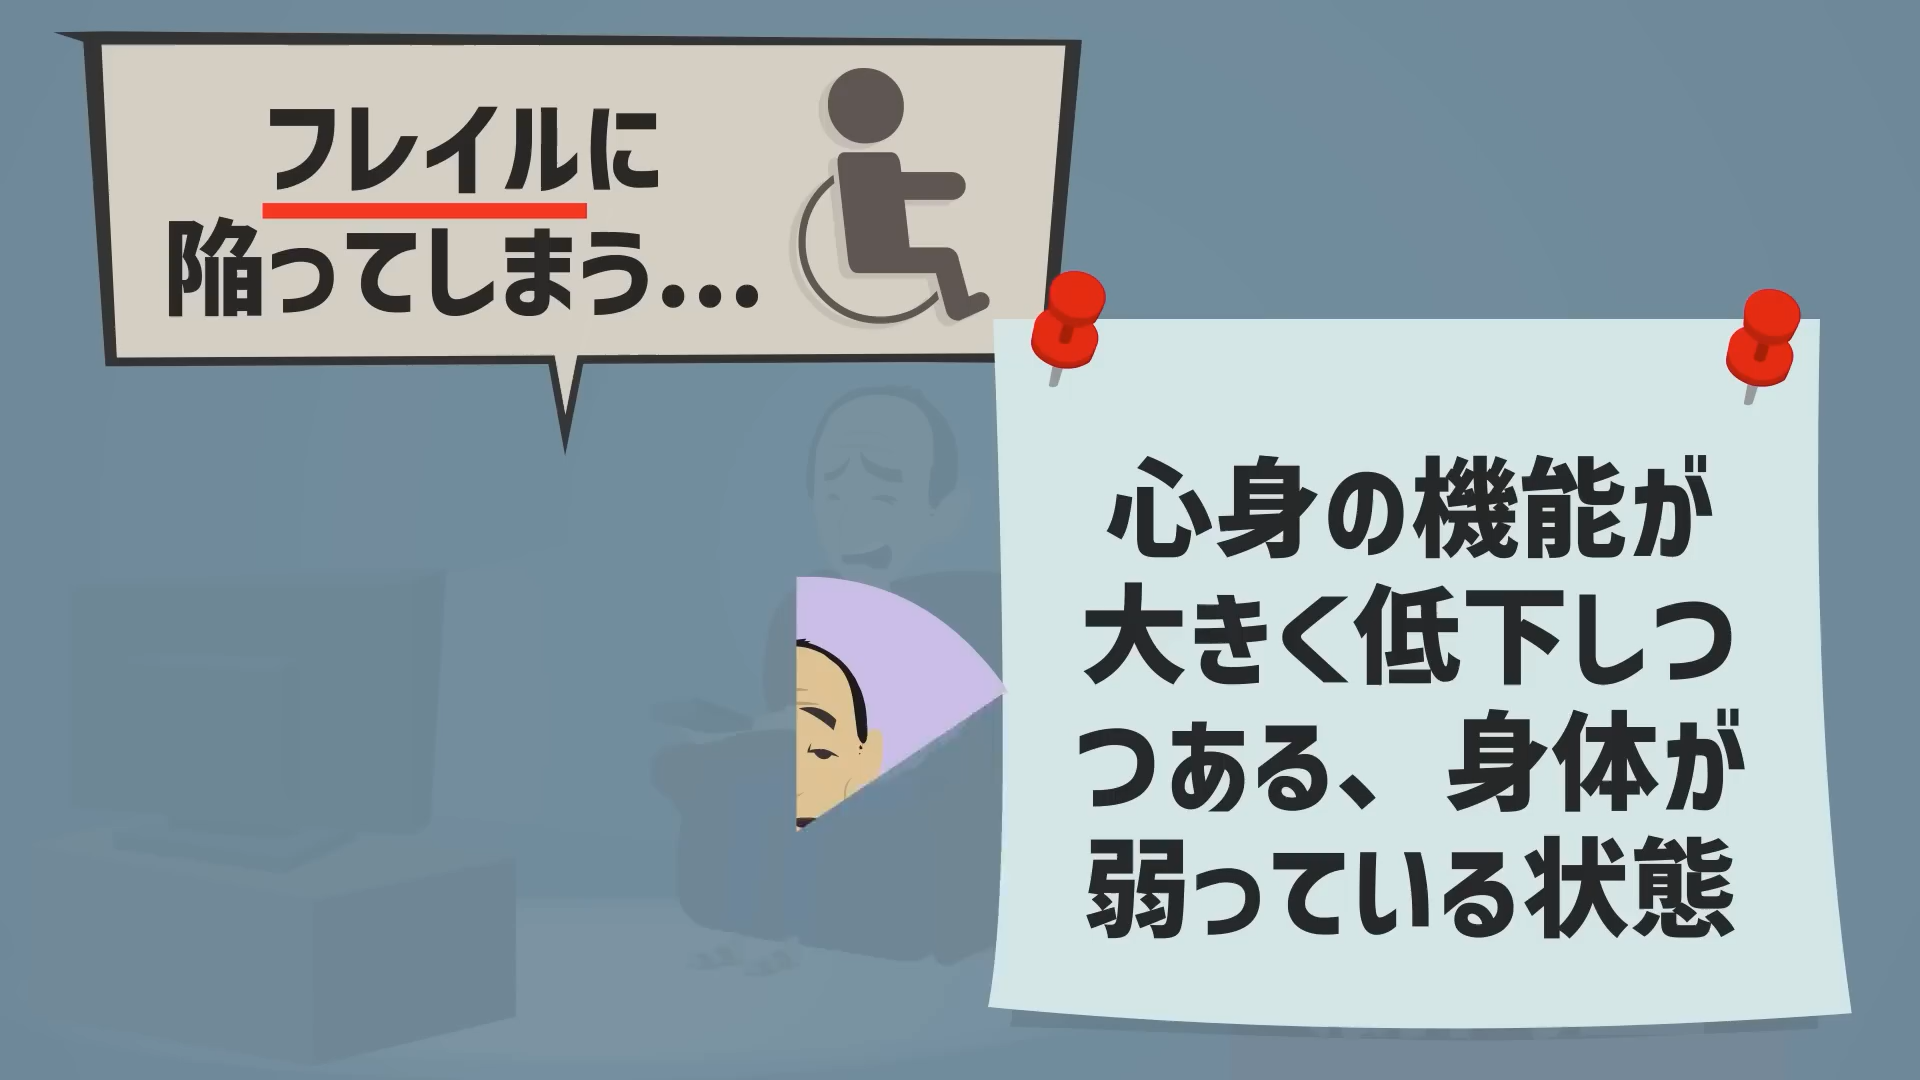 フレイルに
陥ってしまう...
心身の機能が
大きく低下しつ
つある、身体が
弱っている状態